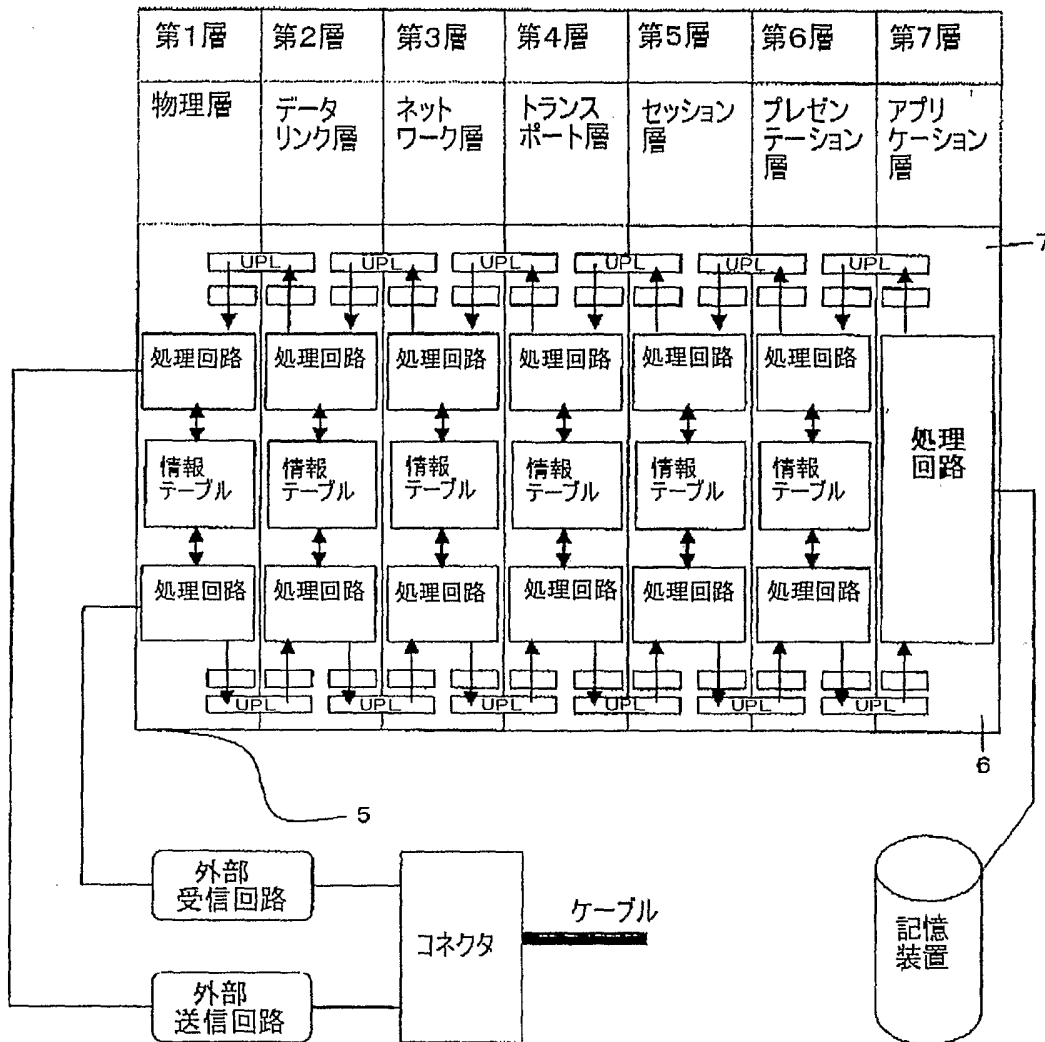 第1層 第2層 第3層 第4層 第5層 第6層 第7層
物理層 データ ネット トランス セッション プレゼン アプリ
リンク層 ワーク層 ポート層 層 テーション ケーション
層 層
7
UPL UPL UPL UPL UPL UPL
処理回路 処理回路 処理回路 処理回路 処理回路 処理回路
処理
回路
情報 情報 情報 情報 情報 情報
テーブル テーブル テーブル テーブル テーブル テーブル
処理回路 処理回路 処理回路 処理回路 処理回路 処理回路
UPL UPL UPL UPL UPL UPL
6
5
外部
受信回路
ケーブル
コネクタ
記憶
装置
外部
送信回路